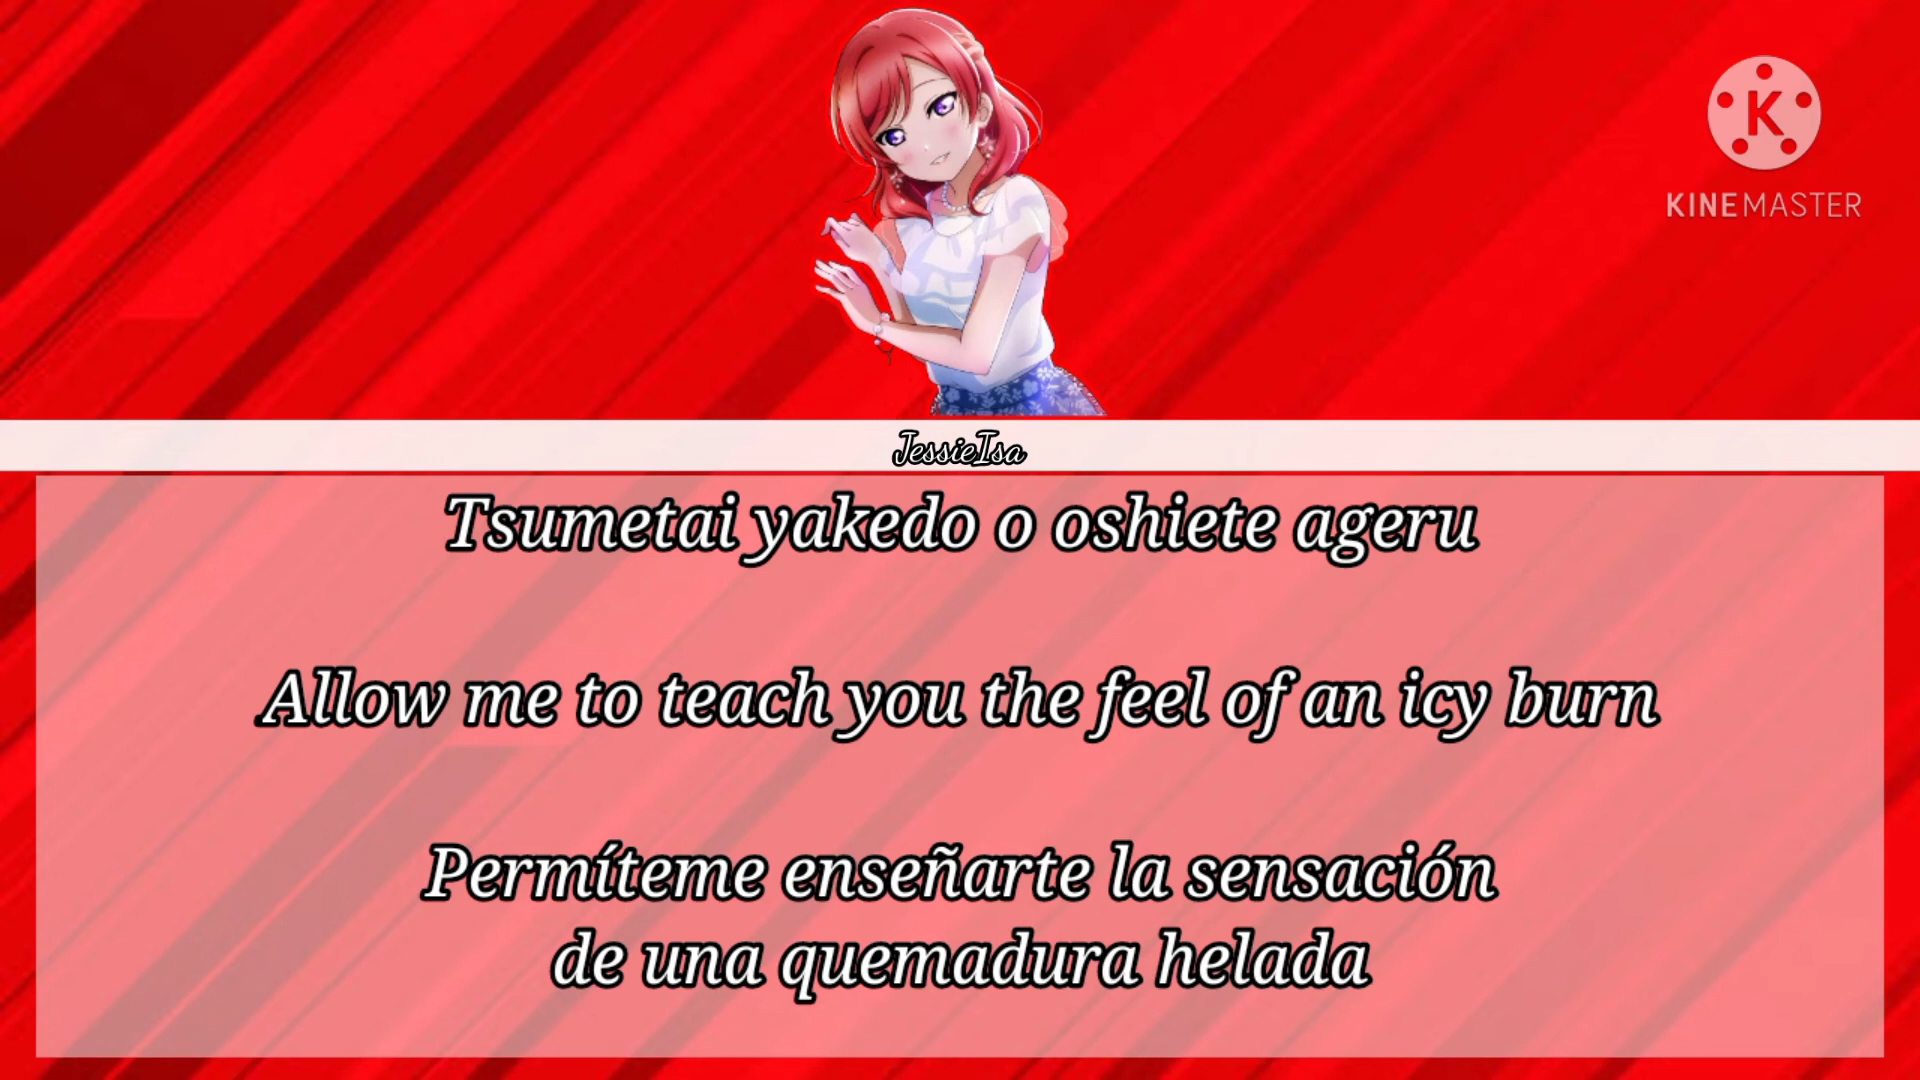 K
KINEMASTER
JessieIsa
Tsumetai yakedo o oshiete ageru
Allow me to teach you the feel of an icy burn
Permíteme enseñarte la sensación
de una quemadura helada